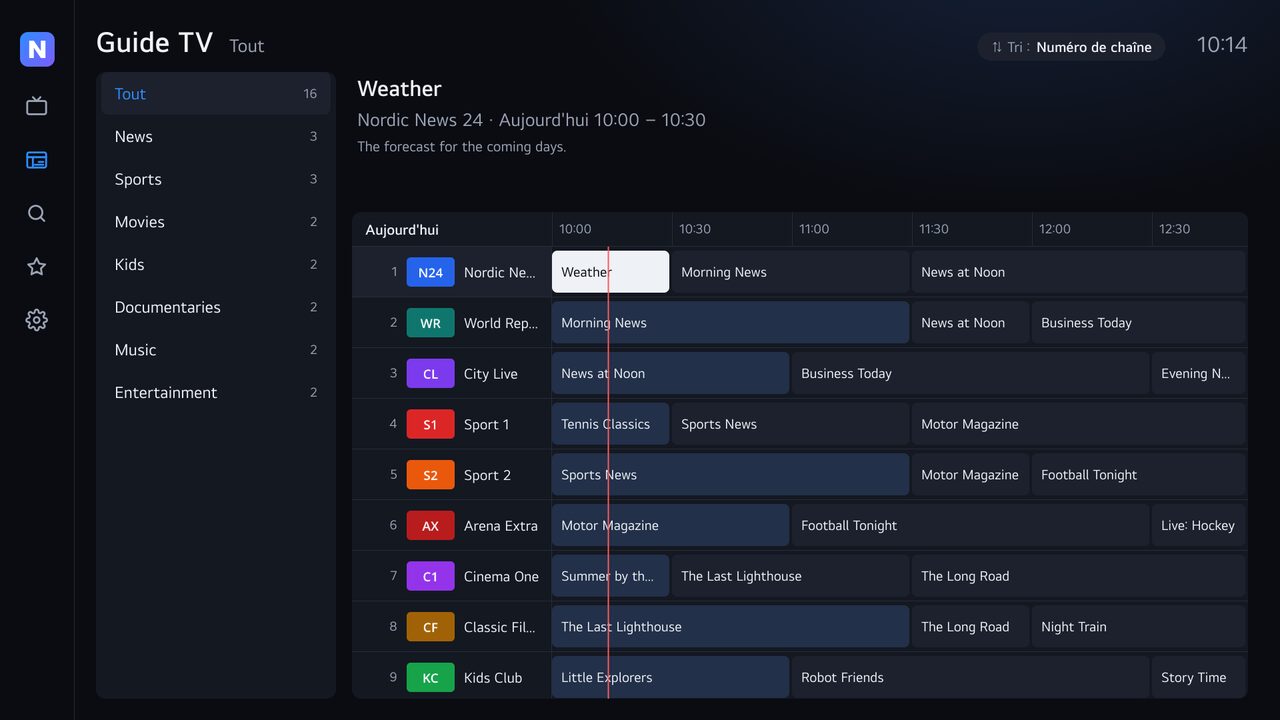 N
Guide TV Tout
⇅ Tri : Numéro de chaîne
10:14
Tout 16
News 3
Sports 3
Movies 2
Kids 2
Documentaries 2
Music 2
Entertainment 2
Weather
Nordic News 24 · Aujourd'hui 10:00 – 10:30
The forecast for the coming days.
Aujourd'hui 10:00 10:30 11:00 11:30 12:00 12:30
1 N24 Nordic Ne... Weather Morning News News at Noon
2 WR World Rep... Morning News News at Noon Business Today
3 CL City Live News at Noon Business Today Evening N...
4 S1 Sport 1 Tennis Classics Sports News Motor Magazine
5 S2 Sport 2 Sports News Motor Magazine Football Tonight
6 AX Arena Extra Motor Magazine Football Tonight Live: Hockey
7 C1 Cinema One Summer by th... The Last Lighthouse The Long Road
8 CF Classic Fil... The Last Lighthouse The Long Road Night Train
9 KC Kids Club Little Explorers Robot Friends Story Time